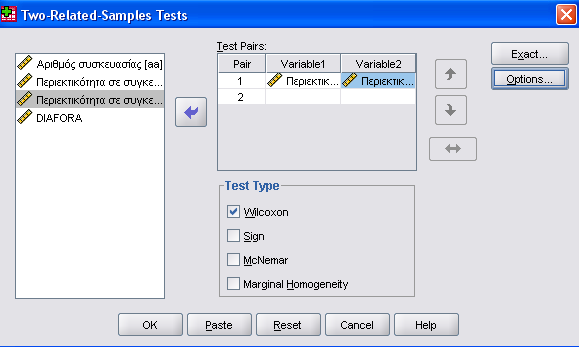 Two-Related-Samples Tests
Αριθμός συσκευασίας [aa]
Περιεκτικότητα σε συγκε...
Περιεκτικότητα σε συγκε...
DIAFORA
Test Pairs:
Pair Variable1 Variable2
1 Περιεκτικ... Περιεκτικ...
2
Exact...
Options...
Test Type
Wilcoxon
Sign
McNemar
Marginal Homogeneity
OK Paste Reset Cancel Help